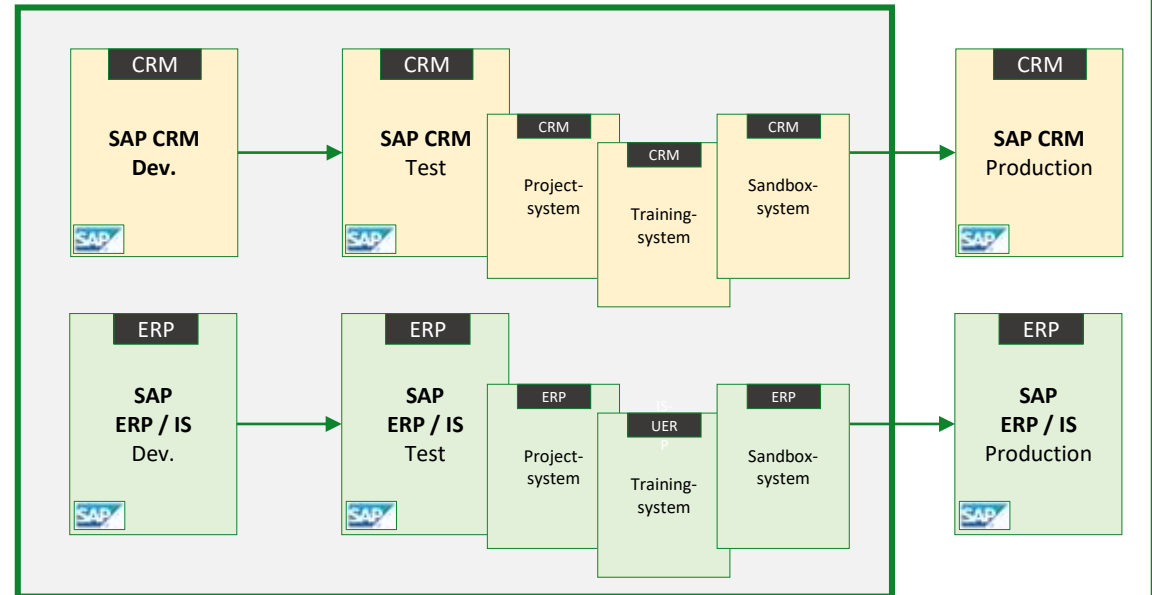 CRM
SAP CRM
Dev.
SAP
CRM
SAP CRM
Test
SAP
CRM
Project-
system
CRM
Training-
system
CRM
Sandbox-
system
CRM
SAP CRM
Production
SAP
ERP
SAP
ERP / IS
Dev.
SAP
ERP
SAP
ERP / IS
Test
SAP
ERP
Project-
system
IS-
UER
P
Training-
system
ERP
Sandbox-
system
ERP
SAP
ERP / IS
Production
SAP